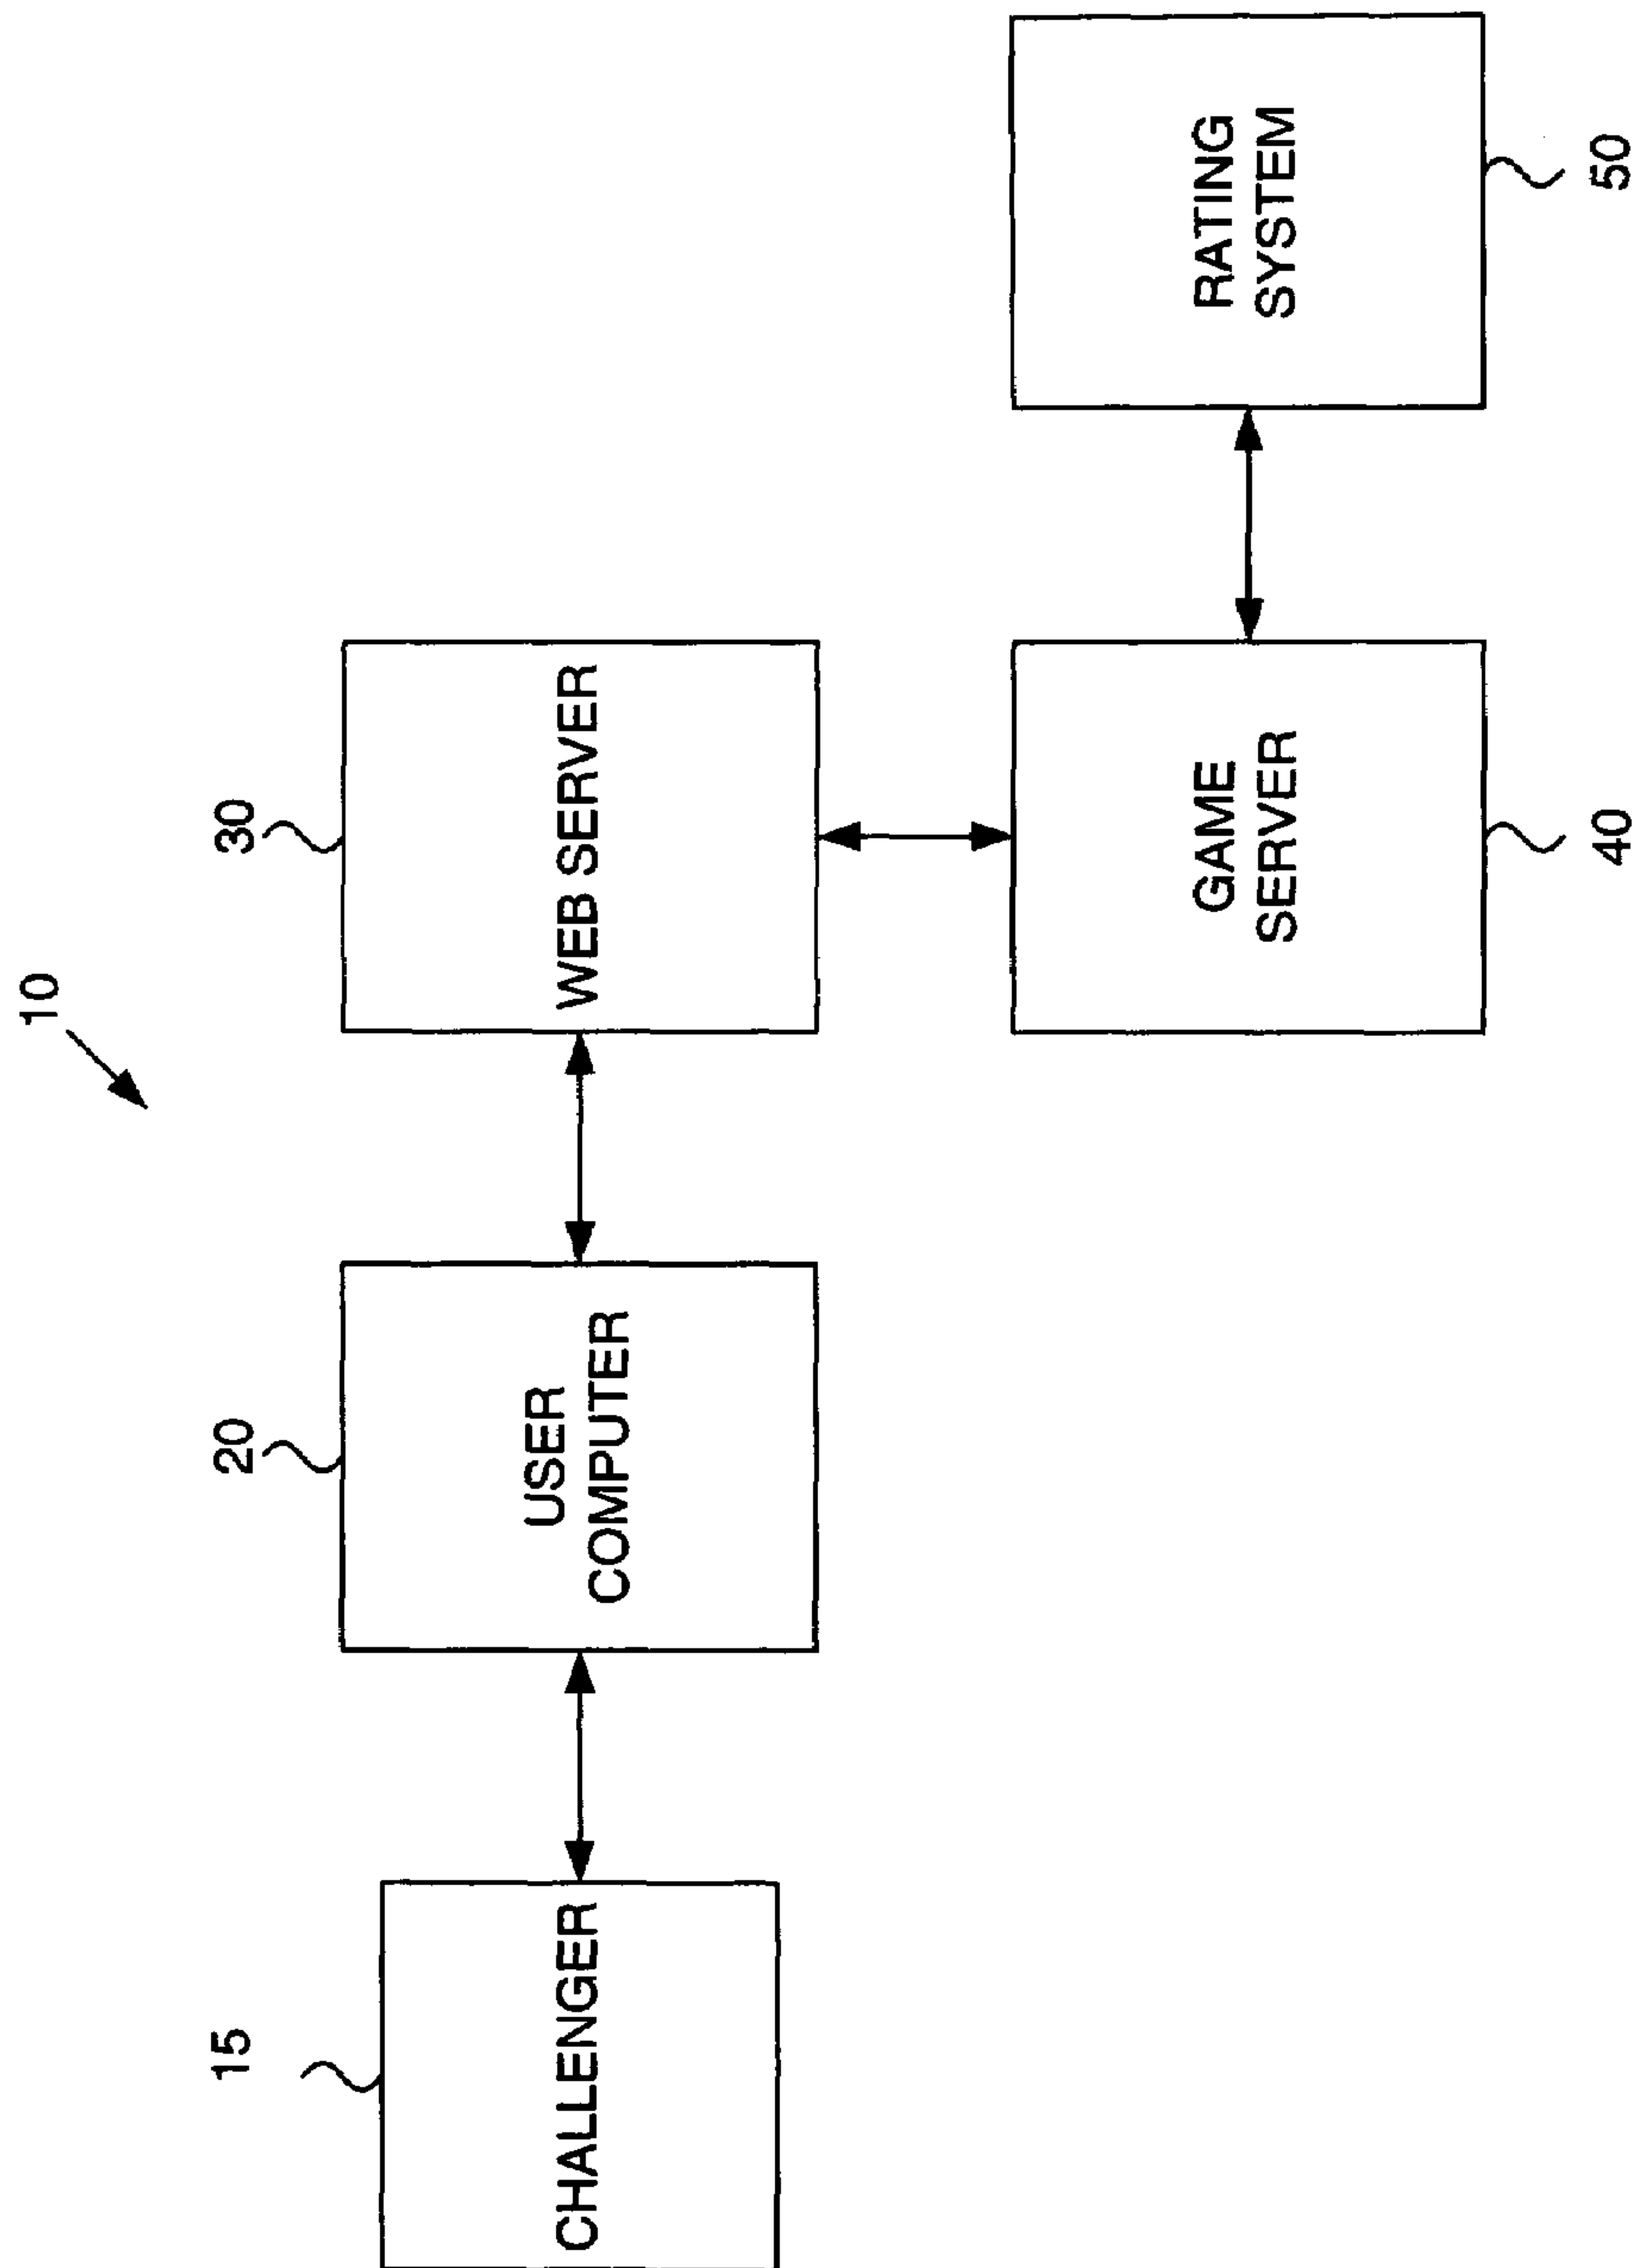 10
15
CHALLENGER
20
USER
COMPUTER
30
WEB SERVER
GAME
SERVER
40
RATING
SYSTEM
50